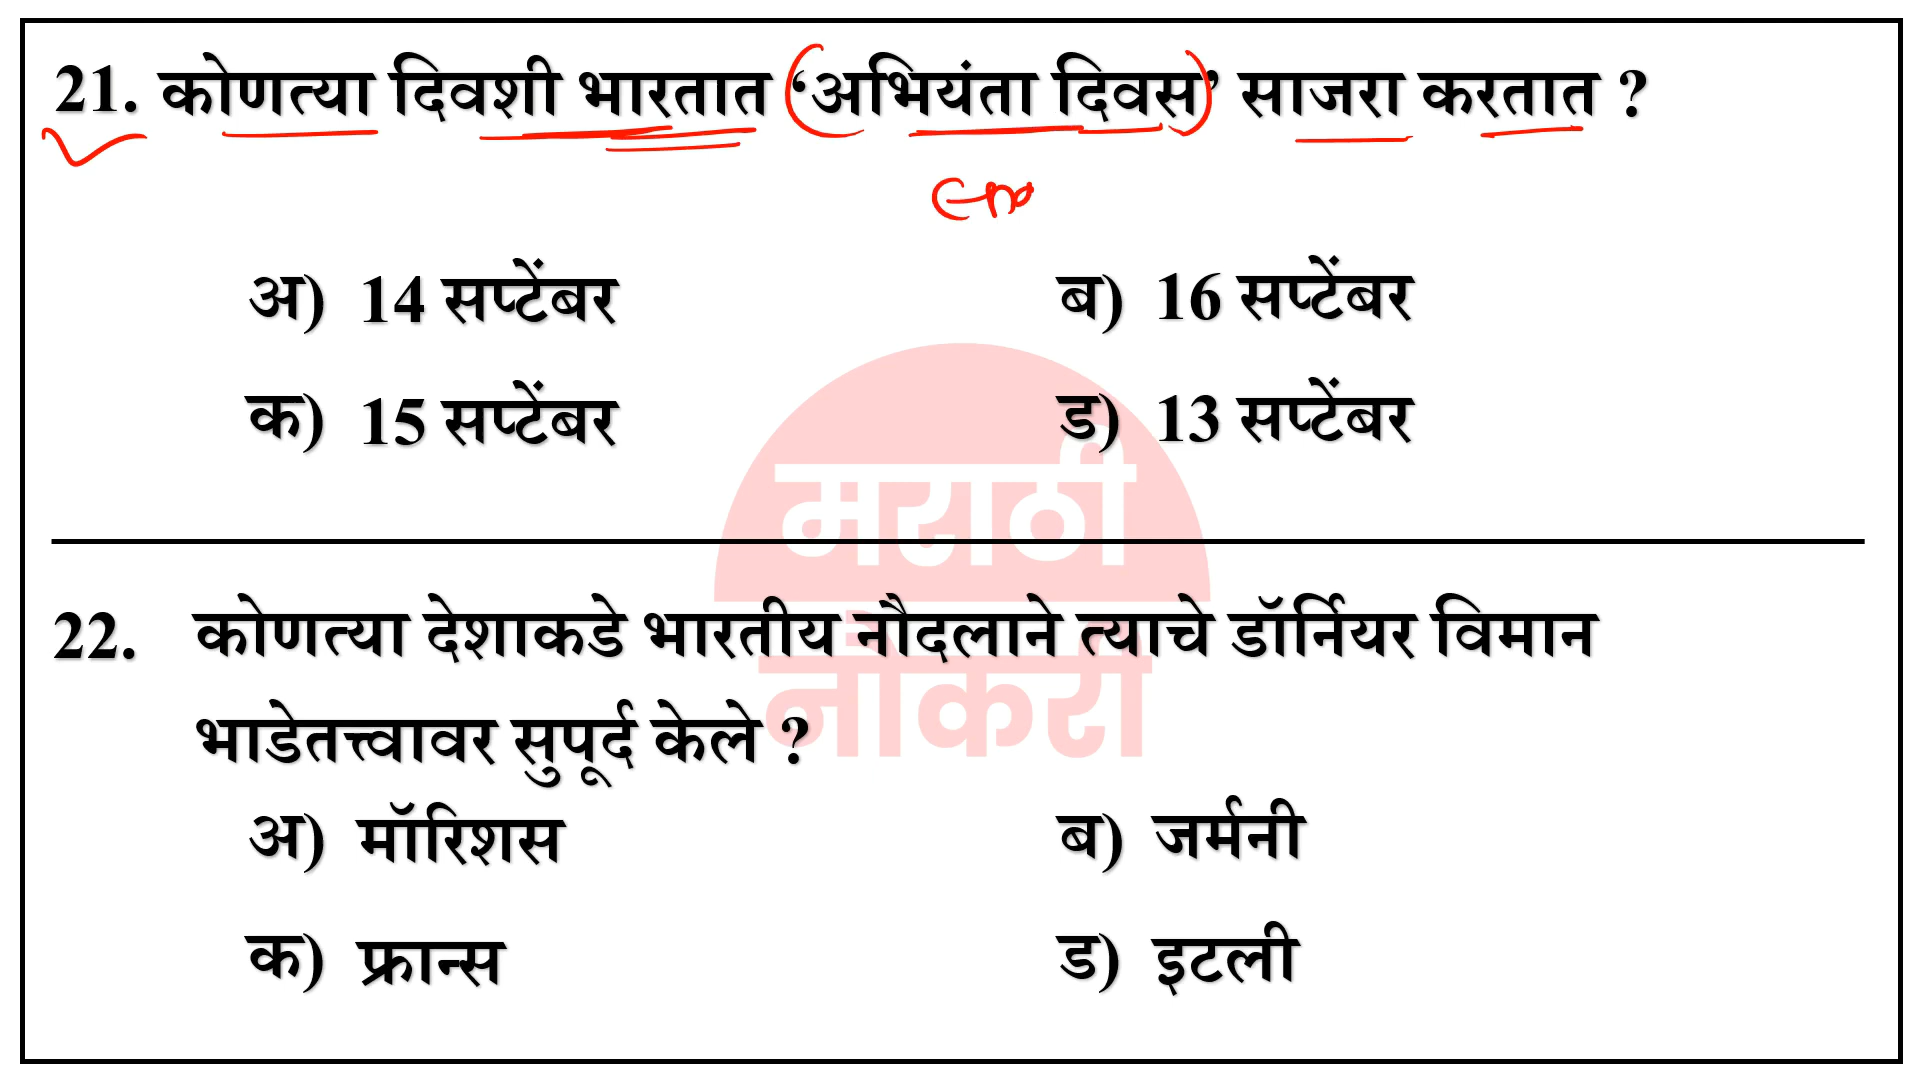 21. कोणत्या दिवशी भारतात ‘अभियंता दिवस’ साजरा करतात ?
अ) 14 सप्टेंबर
ब) 16 सप्टेंबर
क) 15 सप्टेंबर
ड) 13 सप्टेंबर
मराठी
नौकरी
22. कोणत्या देशाकडे भारतीय नौदलाने त्याचे डॉर्नियर विमान
भाडेतत्त्वावर सुपूर्द केले ?
अ) मॉरिशस
ब) जर्मनी
क) फ्रान्स
ड) इटली